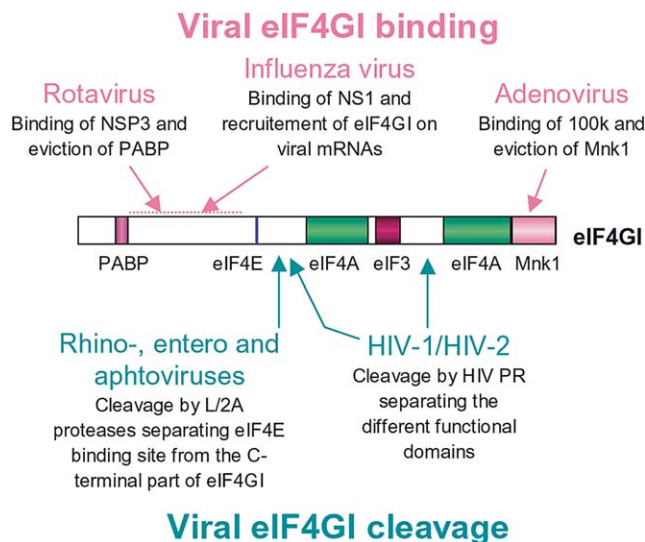 Viral eIF4GI binding
Influenza virus
Rotavirus
Binding of NSP3 and
eviction of PABP
Binding of NS1 and
recruitement of eIF4GI on
viral mRNAs
Adenovirus
Binding of 100k and
eviction of Mnk1
eIF4GI
PABP eIF4E eIF4A eIF3 eIF4A Mnk1
Rhino-, entero and
aphtoviruses
Cleavage by L/2A
proteases separating eIF4E
binding site from the C-
terminal part of eIF4GI
HIV-1/HIV-2
Cleavage by HIV PR
separating the
different functional
domains
Viral eIF4GI cleavage